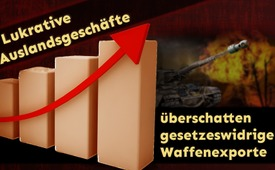 Lukrative
Auslandsgeschäfte
überschatten
gesetzeswidrige
Waffenexporte